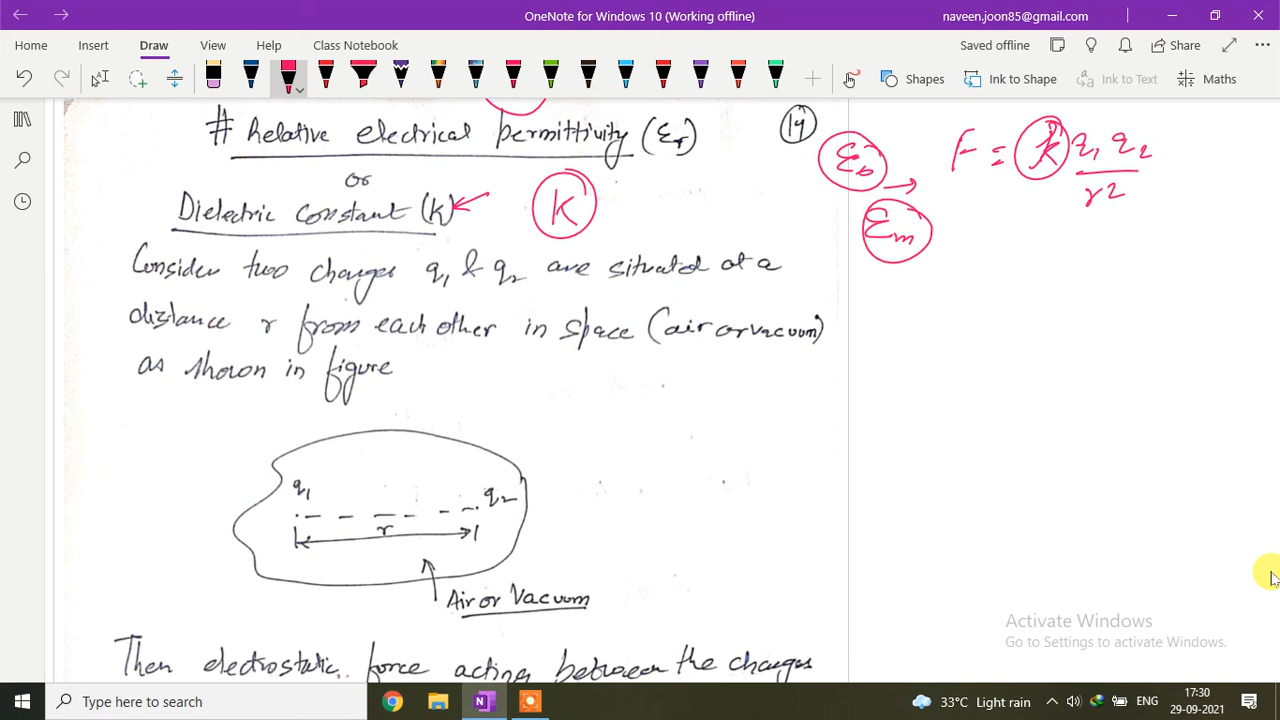 OneNote for Windows 10 (Working offline)
naveen.joon85@gmail.com
Home Insert Draw View Help Class Notebook
Saved offline Share
Shapes Ink to Shape Ink to Text Maths
# Relative electrical permittivity (εr)
19
or
Dielectric constant (K)
K
ε0 →
εm
F = k q1 q2
r2
Consider two charges q1 & q2 are situated at a
distance r from each other in space (air or vacuum)
as shown in figure
q1
q2
r
Air or Vacuum
Then electrostatic force acting between the charges
Activate Windows
Go to Settings to activate Windows.
Type here to search
33°C Light rain
ENG
17:30
29-09-2021